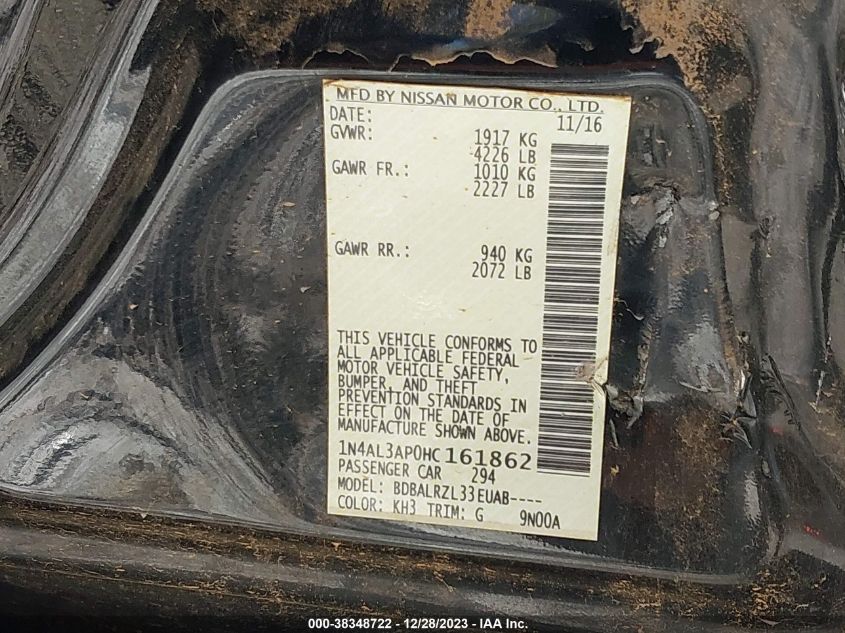 MFD BY NISSAN MOTOR CO., LTD.
DATE: 11/16
GVWR: 1917 KG
4226 LB
GAWR FR.: 1010 KG
2227 LB
GAWR RR.: 940 KG
2072 LB
THIS VEHICLE CONFORMS TO
ALL APPLICABLE FEDERAL
MOTOR VEHICLE SAFETY,
BUMPER, AND THEFT
PREVENTION STANDARDS IN
EFFECT ON THE DATE OF
MANUFACTURE SHOWN ABOVE.
1N4AL3AP0HC161862
PASSENGER CAR 294
MODEL: BDBALRZL33EUAB----
COLOR: KH3 TRIM: G 9N00A
000-38348722 - 12/28/2023 - IAA Inc.